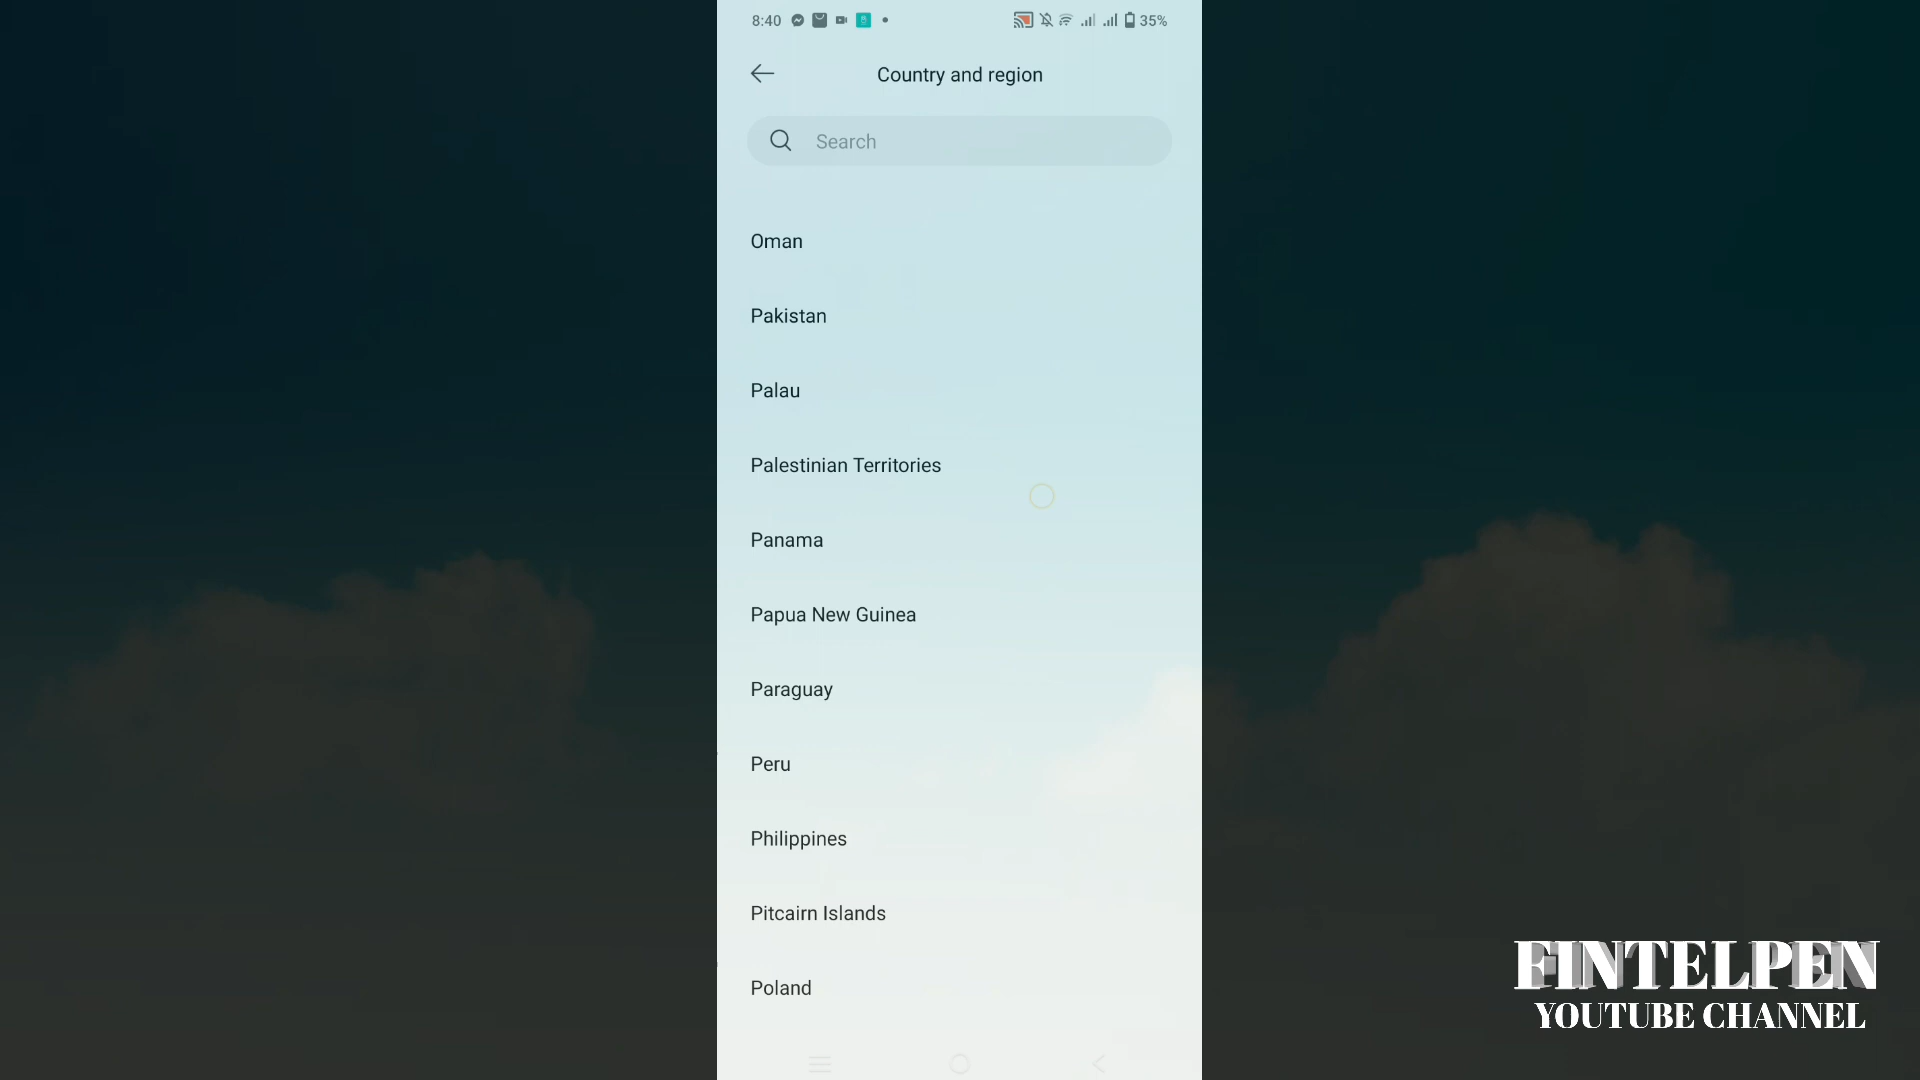 8:40
35%
Country and region
Search
Oman
Pakistan
Palau
Palestinian Territories
Panama
Papua New Guinea
Paraguay
Peru
Philippines
Pitcairn Islands
Poland
FINTELPEN
YOUTUBE CHANNEL